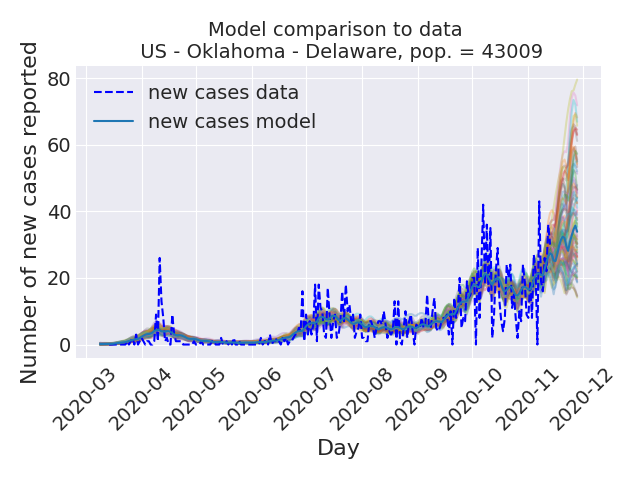 Model comparison to data
US - Oklahoma - Delaware, pop. = 43009
Number of new cases reported
80
60
40
20
0
new cases data
new cases model
2020-03
2020-04
2020-05
2020-06
2020-07
2020-08
2020-09
2020-10
2020-11
2020-12
Day